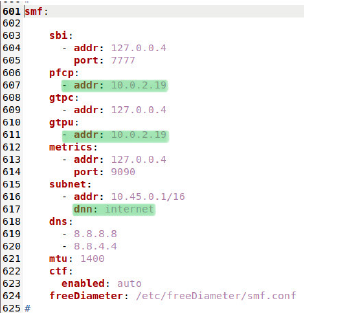 601 smf:
602
603 sbi:
604 - addr: 127.0.0.4
605 port: 7777
606 pfcp:
607 - addr: 10.0.2.19
608 gtpc:
609 - addr: 127.0.0.4
610 gtpu:
611 - addr: 10.0.2.19
612 metrics:
613 - addr: 127.0.0.4
614 port: 9090
615 subnet:
616 - addr: 10.45.0.1/16
617 dnn: internet
618 dns:
619 - 8.8.8.8
620 - 8.8.4.4
621 mtu: 1400
622 ctf:
623 enabled: auto
624 freeDiameter: /etc/freeDiameter/smf.conf
625 #